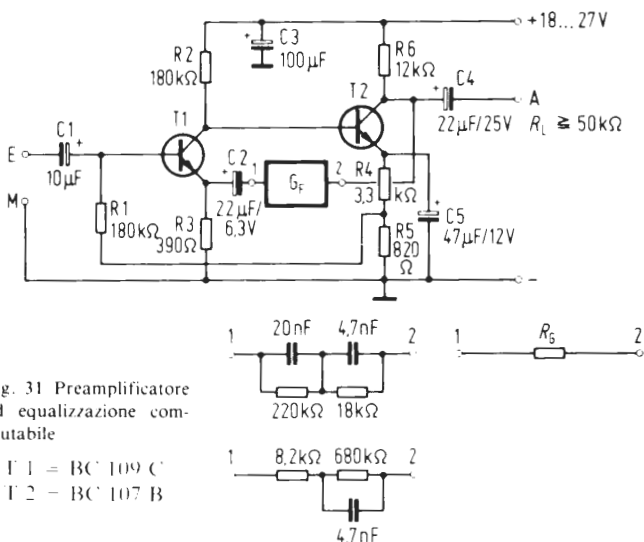 +18...27V
R2
180kΩ
C3
100µF
R6
12kΩ
C4
A
22µF/25V
R_L ≧ 50kΩ
T1
T2
C1
E
10µF
C2
1
G_F
2
R4
3,3 kΩ
22µF/
6,3V
M
R1
180kΩ
R3
390Ω
R5
820
Ω
C5
47µF/12V
–
1
20nF
4,7nF
2
220kΩ
18kΩ
1
R_G
2
1
8,2kΩ
680kΩ
2
4,7nF
g. 31 Preamplificatore
d equalizzazione com-
utabile
T 1 = BC 109 C
T 2 = BC 107 B